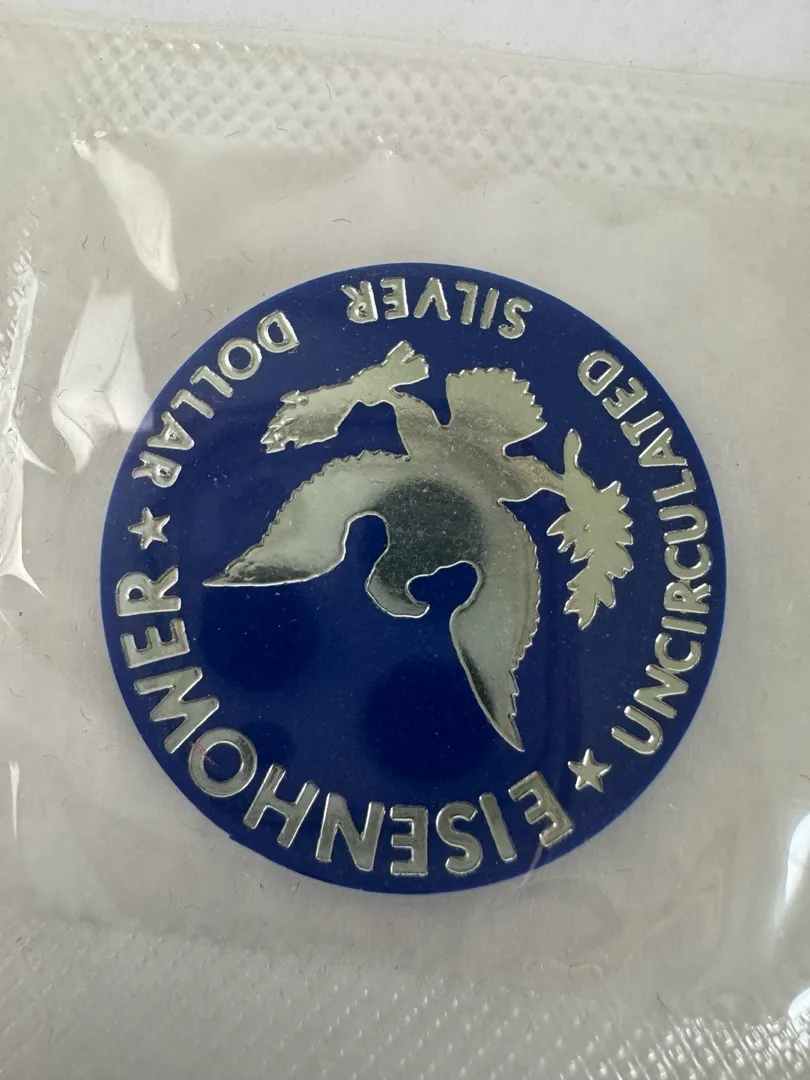 EISENHOWER
★ UNCIRCULATED SILVER DOLLAR ★